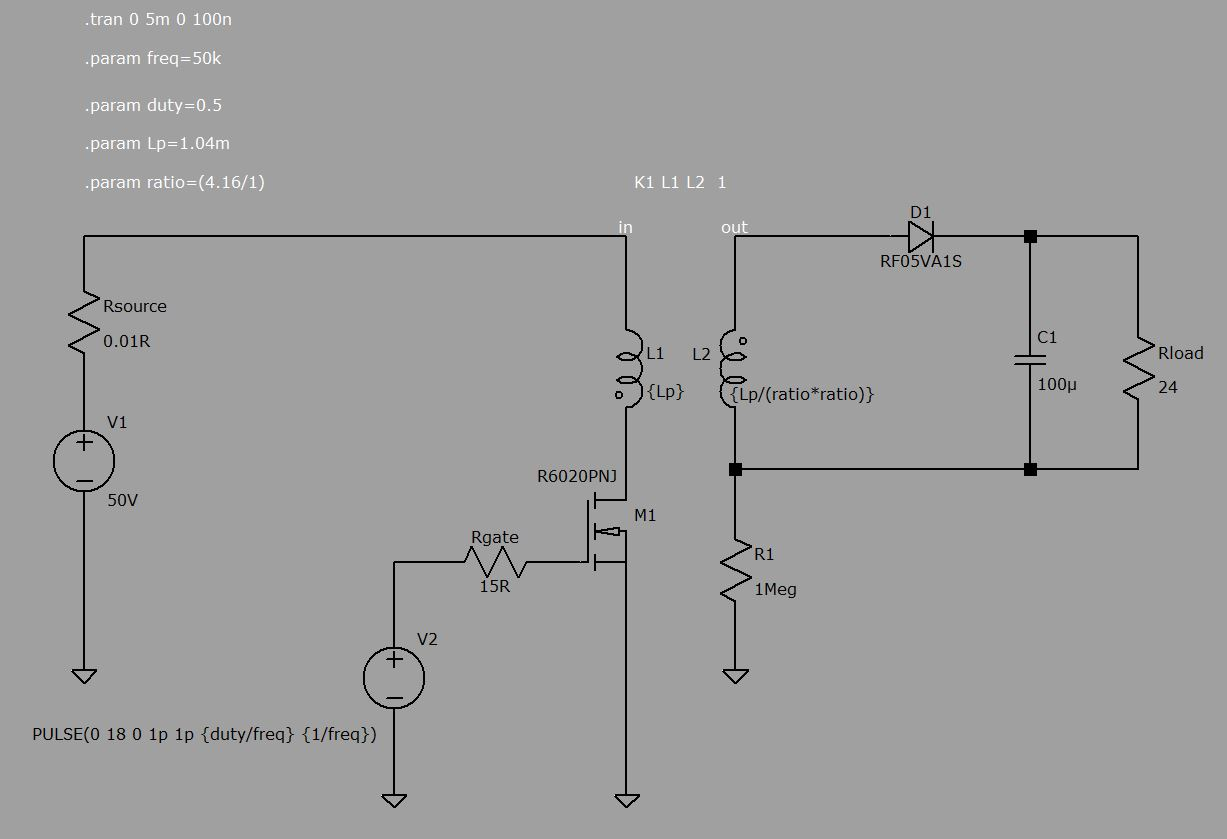 .tran 0 5m 0 100n
.param freq=50k
.param duty=0.5
.param Lp=1.04m
.param ratio=(4.16/1)
K1 L1 L2 1
in
out
D1
RF05VA1S
Rsource
0.01R
L1
{Lp}
L2
{Lp/(ratio*ratio)}
C1
100µ
Rload
24
V1
50V
R6020PNJ
M1
Rgate
15R
R1
1Meg
V2
PULSE(0 18 0 1p 1p {duty/freq} {1/freq})